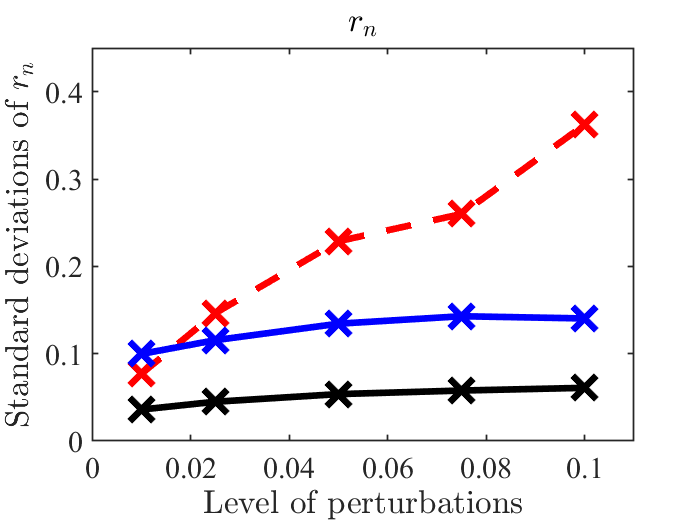 r_n
Standard deviations of r_n
0.4
0.3
0.2
0.1
0
0 0.02 0.04 0.06 0.08 0.1
Level of perturbations